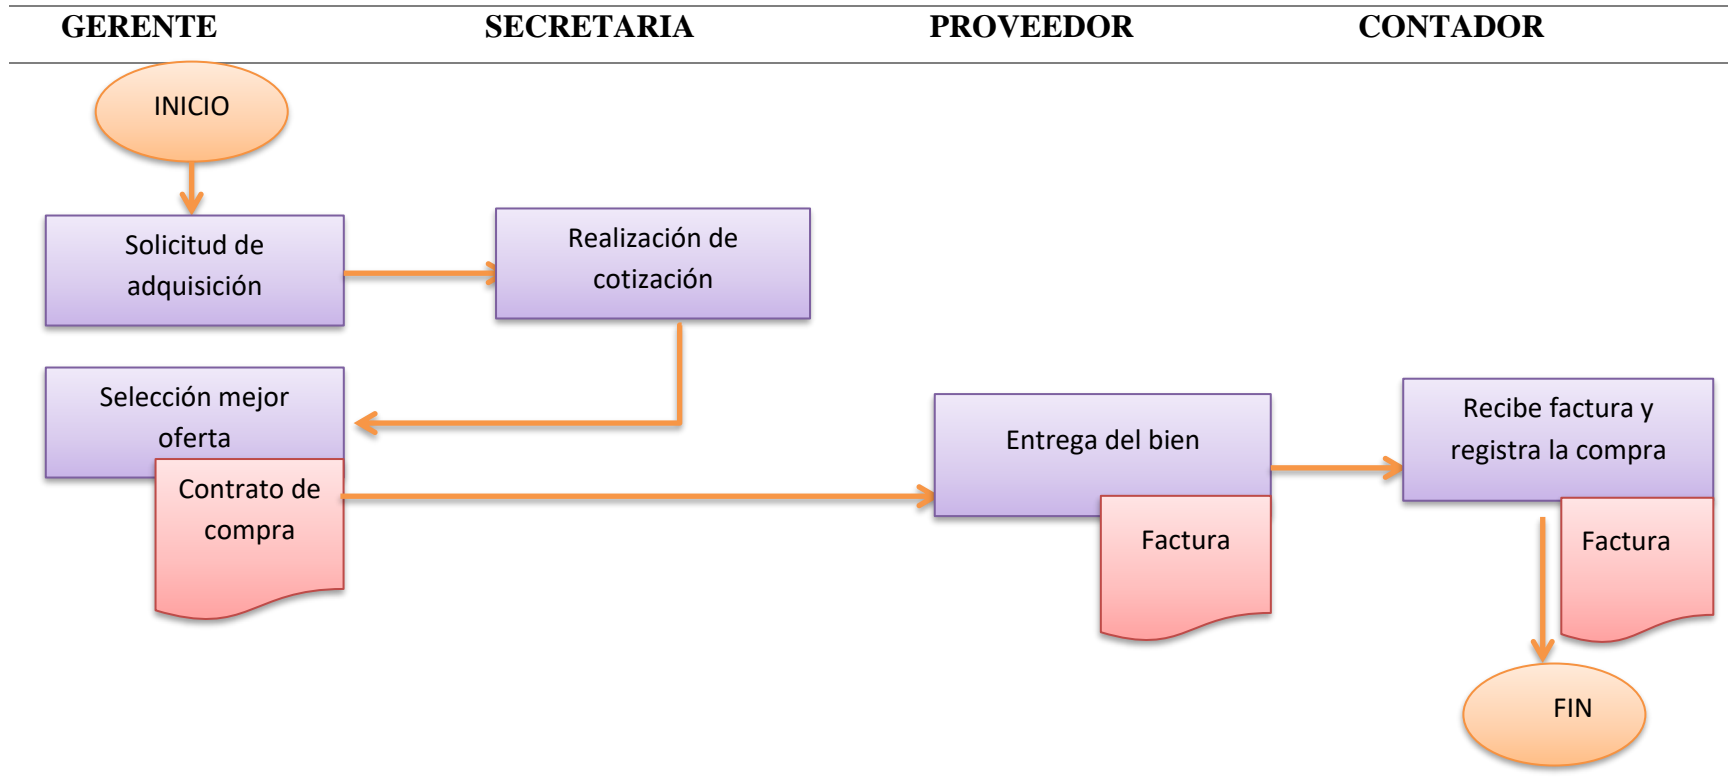 GERENTE SECRETARIA PROVEEDOR CONTADOR
INICIO
Solicitud de
adquisición
Realización de
cotización
Selección mejor
oferta
Contrato de
compra
Entrega del bien
Factura
Recibe factura y
registra la compra
Factura
FIN